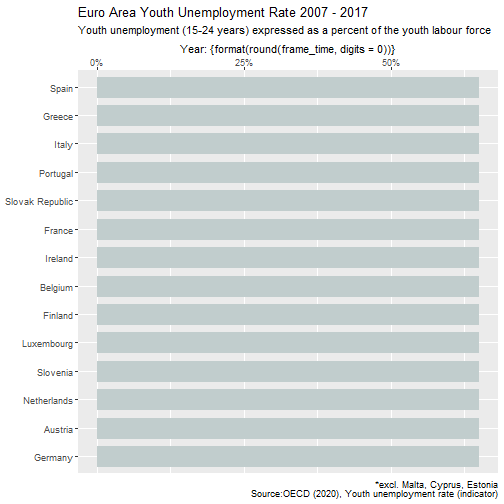 Euro Area Youth Unemployment Rate 2007 - 2017
Youth unemployment (15-24 years) expressed as a percent of the youth labour force
Year: {format(round(frame_time, digits = 0))}
0% 25% 50%
Spain
Greece
Italy
Portugal
Slovak Republic
France
Ireland
Belgium
Finland
Luxembourg
Slovenia
Netherlands
Austria
Germany
*excl. Malta, Cyprus, Estonia
Source:OECD (2020), Youth unemployment rate (indicator)